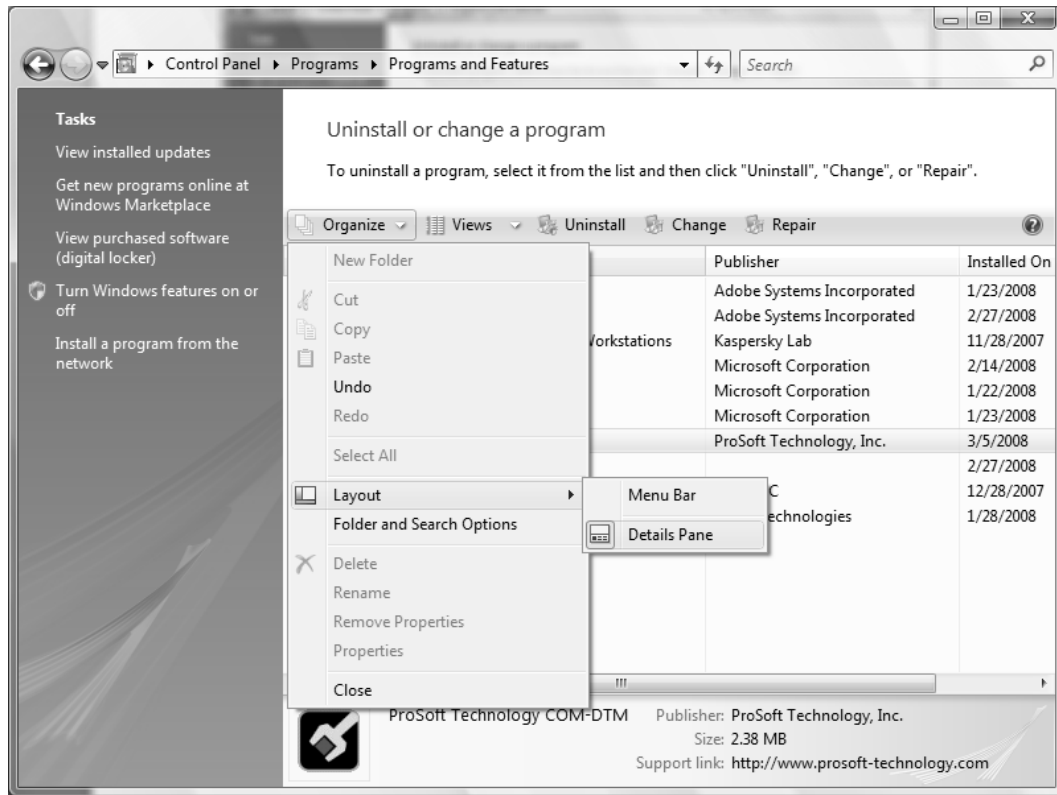 Control Panel Programs Programs and Features Search
Tasks
View installed updates
Get new programs online at
Windows Marketplace
View purchased software
(digital locker)
Turn Windows features on or
off
Install a program from the
network
Uninstall or change a program
To uninstall a program, select it from the list and then click "Uninstall", "Change", or "Repair".
Organize Views Uninstall Change Repair
Publisher Installed On
Adobe Systems Incorporated 1/23/2008
Adobe Systems Incorporated 2/27/2008
Workstations Kaspersky Lab 11/28/2007
Microsoft Corporation 2/14/2008
Microsoft Corporation 1/22/2008
Microsoft Corporation 1/23/2008
ProSoft Technology, Inc. 3/5/2008
2/27/2008
C 12/28/2007
echnologies 1/28/2008
New Folder
Cut
Copy
Paste
Undo
Redo
Select All
Layout
Folder and Search Options
Delete
Rename
Remove Properties
Properties
Close
Menu Bar
Details Pane
ProSoft Technology COM-DTM Publisher: ProSoft Technology, Inc.
Size: 2.38 MB
Support link: http://www.prosoft-technology.com